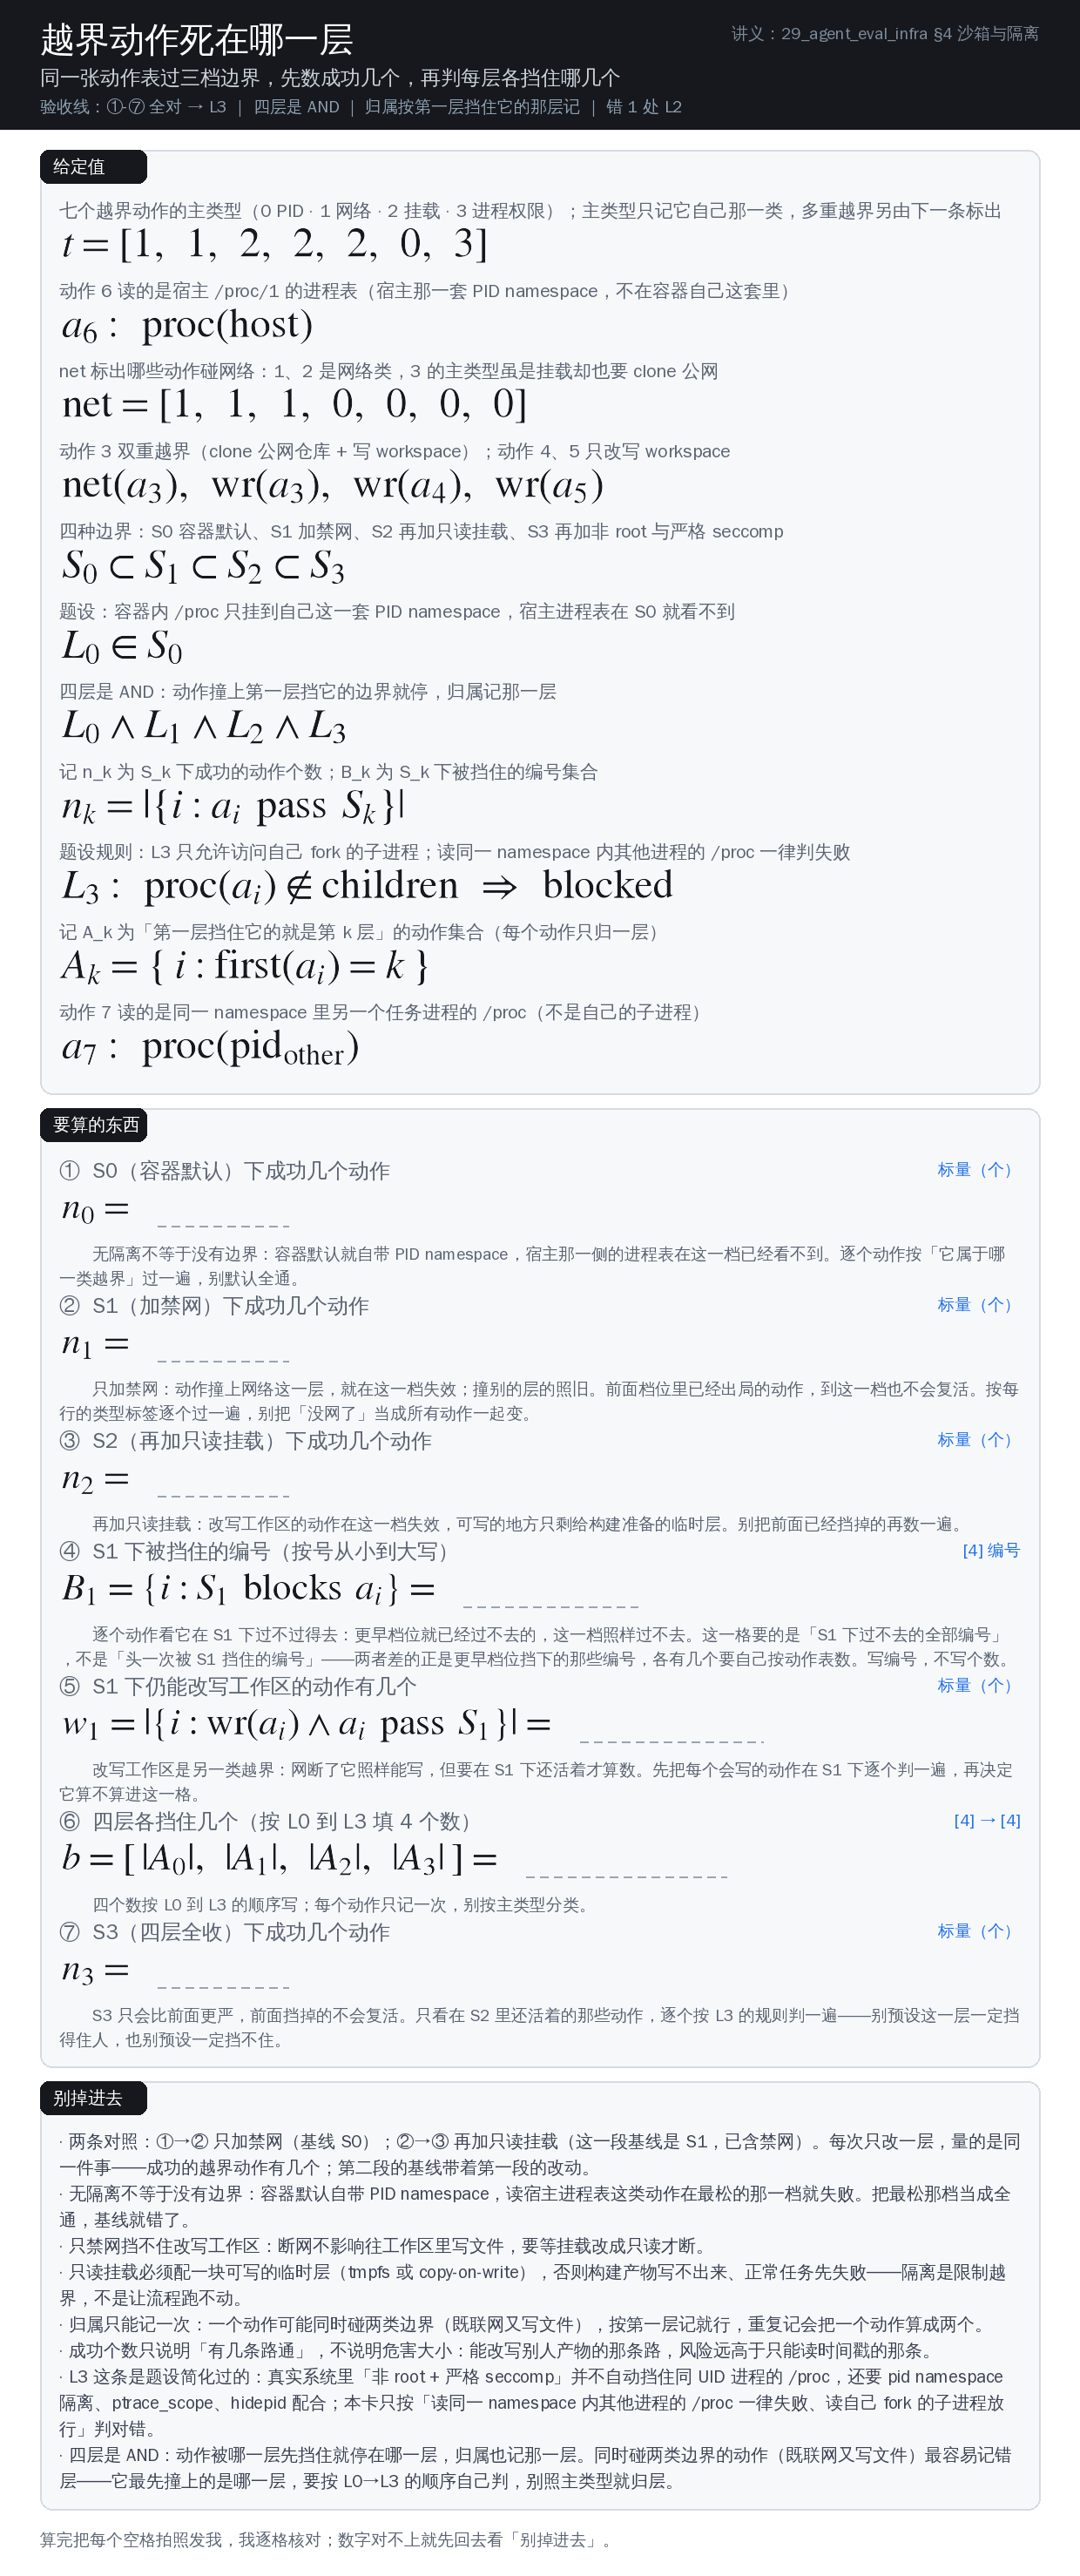 越界动作死在哪一层
讲义：29_agent_eval_infra §4 沙箱与隔离
同一张动作表过三档边界，先数成功几个，再判每层各挡住哪几个
验收线：①-⑦ 全对 → L3 ｜ 四层是 AND ｜ 归属按第一层挡住它的那层记 ｜ 错 1 处 L2
给定值
七个越界动作的主类型（0 PID · 1 网络 · 2 挂载 · 3 进程权限）；主类型只记它自己那一类，多重越界另由下一条标出
t = [1, 1, 2, 2, 2, 0, 3]
动作 6 读的是宿主 /proc/1 的进程表（宿主那一套 PID namespace，不在容器自己这套里）
a₆ : proc(host)
net 标出哪些动作碰网络：1、2 是网络类，3 的主类型虽是挂载却也要 clone 公网
net = [1, 1, 1, 0, 0, 0, 0]
动作 3 双重越界（clone 公网仓库 + 写 workspace）；动作 4、5 只改写 workspace
net(a₃), wr(a₃), wr(a₄), wr(a₅)
四种边界：S0 容器默认、S1 加禁网、S2 再加只读挂载、S3 再加非 root 与严格 seccomp
S₀ ⊂ S₁ ⊂ S₂ ⊂ S₃
题设：容器内 /proc 只挂到自己这一套 PID namespace，宿主进程表在 S0 就看不到
L₀ ∈ S₀
四层是 AND：动作撞上第一层挡它的边界就停，归属记那一层
L₀ ∧ L₁ ∧ L₂ ∧ L₃
记 n_k 为 S_k 下成功的动作个数；B_k 为 S_k 下被挡住的编号集合
nₖ = |{i : aᵢ pass Sₖ}|
题设规则：L3 只允许访问自己 fork 的子进程；读同一 namespace 内其他进程的 /proc 一律判失败
L₃ : proc(aᵢ) ∉ children ⇒ blocked
记 A_k 为「第一层挡住它的就是第 k 层」的动作集合（每个动作只归一层）
Aₖ = { i : first(aᵢ) = k }
动作 7 读的是同一 namespace 里另一个任务进程的 /proc（不是自己的子进程）
a₇ : proc(pid_other)
要算的东西
① S0（容器默认）下成功几个动作
标量（个）
n₀ =
无隔离不等于没有边界：容器默认就自带 PID namespace，宿主那一侧的进程表在这一档已经看不到。逐个动作按「它属于哪
一类越界」过一遍，别默认全通。
② S1（加禁网）下成功几个动作
标量（个）
n₁ =
只加禁网：动作撞上网络这一层，就在这一档失效；撞别的层的照旧。前面档位里已经出局的动作，到这一档也不会复活。按每
行的类型标签逐个过一遍，别把「没网了」当成所有动作一起变。
③ S2（再加只读挂载）下成功几个动作
标量（个）
n₂ =
再加只读挂载：改写工作区的动作在这一档失效，可写的地方只剩给构建准备的临时层。别把前面已经挡掉的再数一遍。
④ S1 下被挡住的编号（按号从小到大写）
[4] 编号
B₁ = {i : S₁ blocks aᵢ} =
逐个动作看它在 S1 下过不过得去：更早档位就已经过不去的，这一档照样过不去。这一格要的是「S1 下过不去的全部编号」
，不是「头一次被 S1 挡住的编号」——两者差的正是更早档位挡下的那些编号，各有几个要自己按动作表数。写编号，不写个数。
⑤ S1 下仍能改写工作区的动作有几个
标量（个）
w₁ = |{i : wr(aᵢ) ∧ aᵢ pass S₁}| =
改写工作区是另一类越界：网断了它照样能写，但要在 S1 下还活着才算数。先把每个会写的动作在 S1 下逐个判一遍，再决定
它算不算进这一格。
⑥ 四层各挡住几个（按 L0 到 L3 填 4 个数）
[4] → [4]
b = [|A₀|, |A₁|, |A₂|, |A₃|] =
四个数按 L0 到 L3 的顺序写；每个动作只记一次，别按主类型分类。
⑦ S3（四层全收）下成功几个动作
标量（个）
n₃ =
S3 只会比前面更严，前面挡掉的不会复活。只看在 S2 里还活着的那些动作，逐个按 L3 的规则判一遍——别预设这一层一定挡
得住人，也别预设一定挡不住。
别掉进去
· 两条对照：①→② 只加禁网（基线 S0）；②→③ 再加只读挂载（这一段基线是 S1，已含禁网）。每次只改一层，量的是同
一件事——成功的越界动作有几个；第二段的基线带着第一段的改动。
· 无隔离不等于没有边界：容器默认自带 PID namespace，读宿主进程表这类动作在最松的那一档就失败。把最松那档当成全
通，基线就错了。
· 只禁网挡不住改写工作区：断网不影响往工作区里写文件，要等挂载改成只读才断。
· 只读挂载必须配一块可写的临时层（tmpfs 或 copy-on-write），否则构建产物写不出来、正常任务先失败——隔离是限制越
界，不是让流程跑不动。
· 归属只能记一次：一个动作可能同时碰两类边界（既联网又写文件），按第一层记就行，重复记会把一个动作算成两个。
· 成功个数只说明「有几条路通」，不说明危害大小：能改写别人产物的那条路，风险远高于只能读时间戳的那条。
· L3 这条是题设简化过的：真实系统里「非 root + 严格 seccomp」并不自动挡住同 UID 进程的 /proc，还要 pid namespace
隔离、ptrace_scope、hidepid 配合；本卡只按「读同一 namespace 内其他进程的 /proc 一律失败、读自己 fork 的子进程放
行」判对错。
· 四层是 AND：动作被哪一层先挡住就停在哪一层，归属也记那一层。同时碰两类边界的动作（既联网又写文件）最容易记错
层——它最先撞上的是哪一层，要按 L0→L3 的顺序自己判，别照主类型就归层。
算完把每个空格拍照发我，我逐格核对；数字对不上就先回去看「别掉进去」。